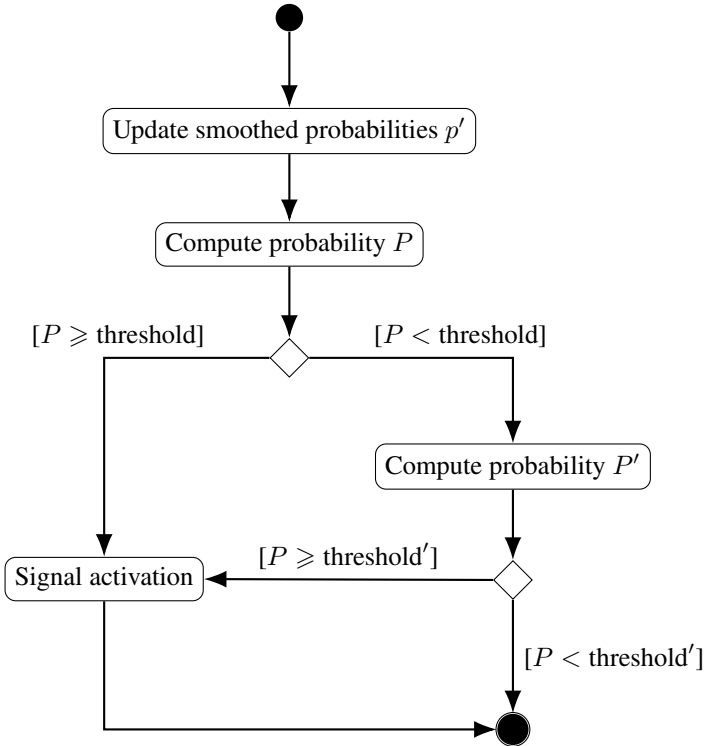 Update smoothed probabilities p′
Compute probability P
[P ⩾ threshold]
[P < threshold]
Compute probability P′
[P ⩾ threshold′]
Signal activation
[P < threshold′]